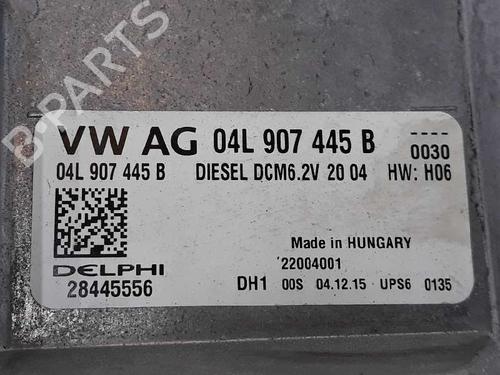 VW AG 04L 907 445 B ----
0030
04L 907 445 B DIESEL DCM6.2V 20 04 HW: H06
Made in HUNGARY
DELPHI '22004001
28445556 DH1 00S 04.12.15 UPS6 0135
B-PARTS